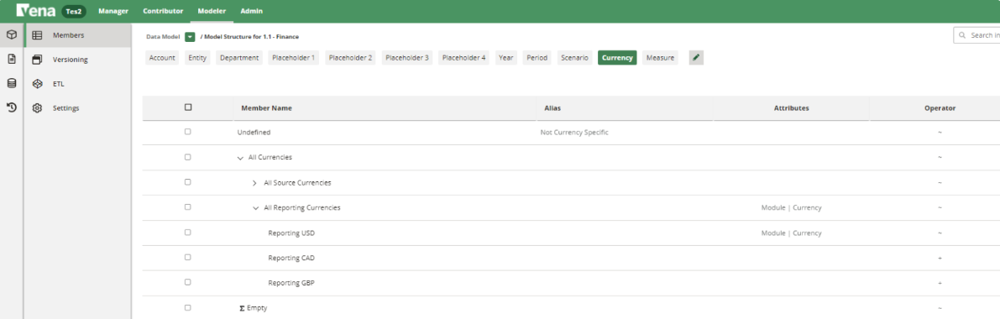 vena Tes2 Manager Contributor Modeler Admin
Members
Versioning
ETL
Settings
Data Model / Model Structure for 1.1 - Finance
Search in
Account Entity Department Placeholder 1 Placeholder 2 Placeholder 3 Placeholder 4 Year Period Scenario Currency Measure
Member Name Alias Attributes Operator
Undefined Not Currency Specific ~
All Currencies ~
All Source Currencies ~
All Reporting Currencies Module | Currency ~
Reporting USD Module | Currency ~
Reporting CAD +
Reporting GBP +
Σ Empty ~